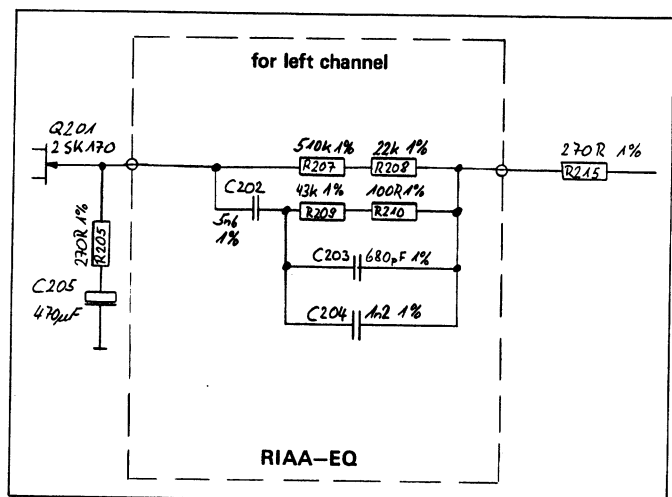 for left channel
Q201
2SK170
510k 1%
22k 1%
R207
R208
270R 1%
R215
C202
5n6
1%
43k 1%
100R 1%
R209
R210
270R 1%
R205
C203
680pF 1%
C205
470µF
C204
1n2 1%
RIAA–EQ